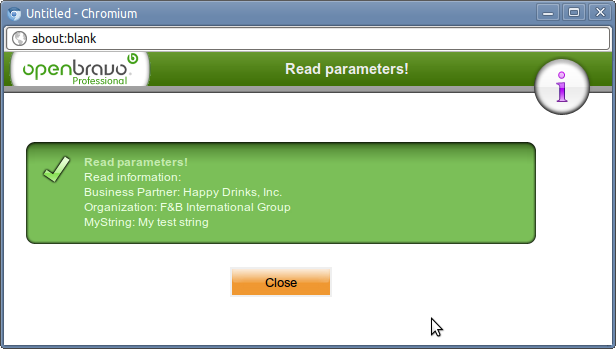 Untitled - Chromium
about:blank
openbravo
Professional
Read parameters!
i
Read parameters!
Read information:
Business Partner: Happy Drinks, Inc.
Organization: F&B International Group
MyString: My test string
Close